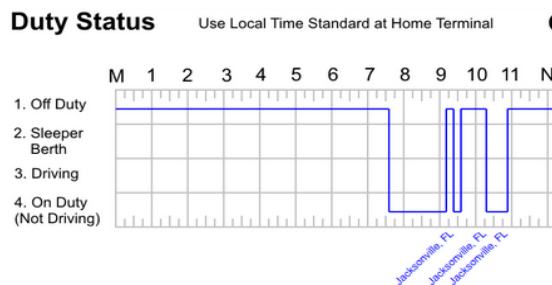 Duty Status Use Local Time Standard at Home Terminal
M 1 2 3 4 5 6 7 8 9 10 11 N
1. Off Duty
2. Sleeper
Berth
3. Driving
4. On Duty
(Not Driving)
Jacksonville, FL
Jacksonville, FL
Jacksonville, FL